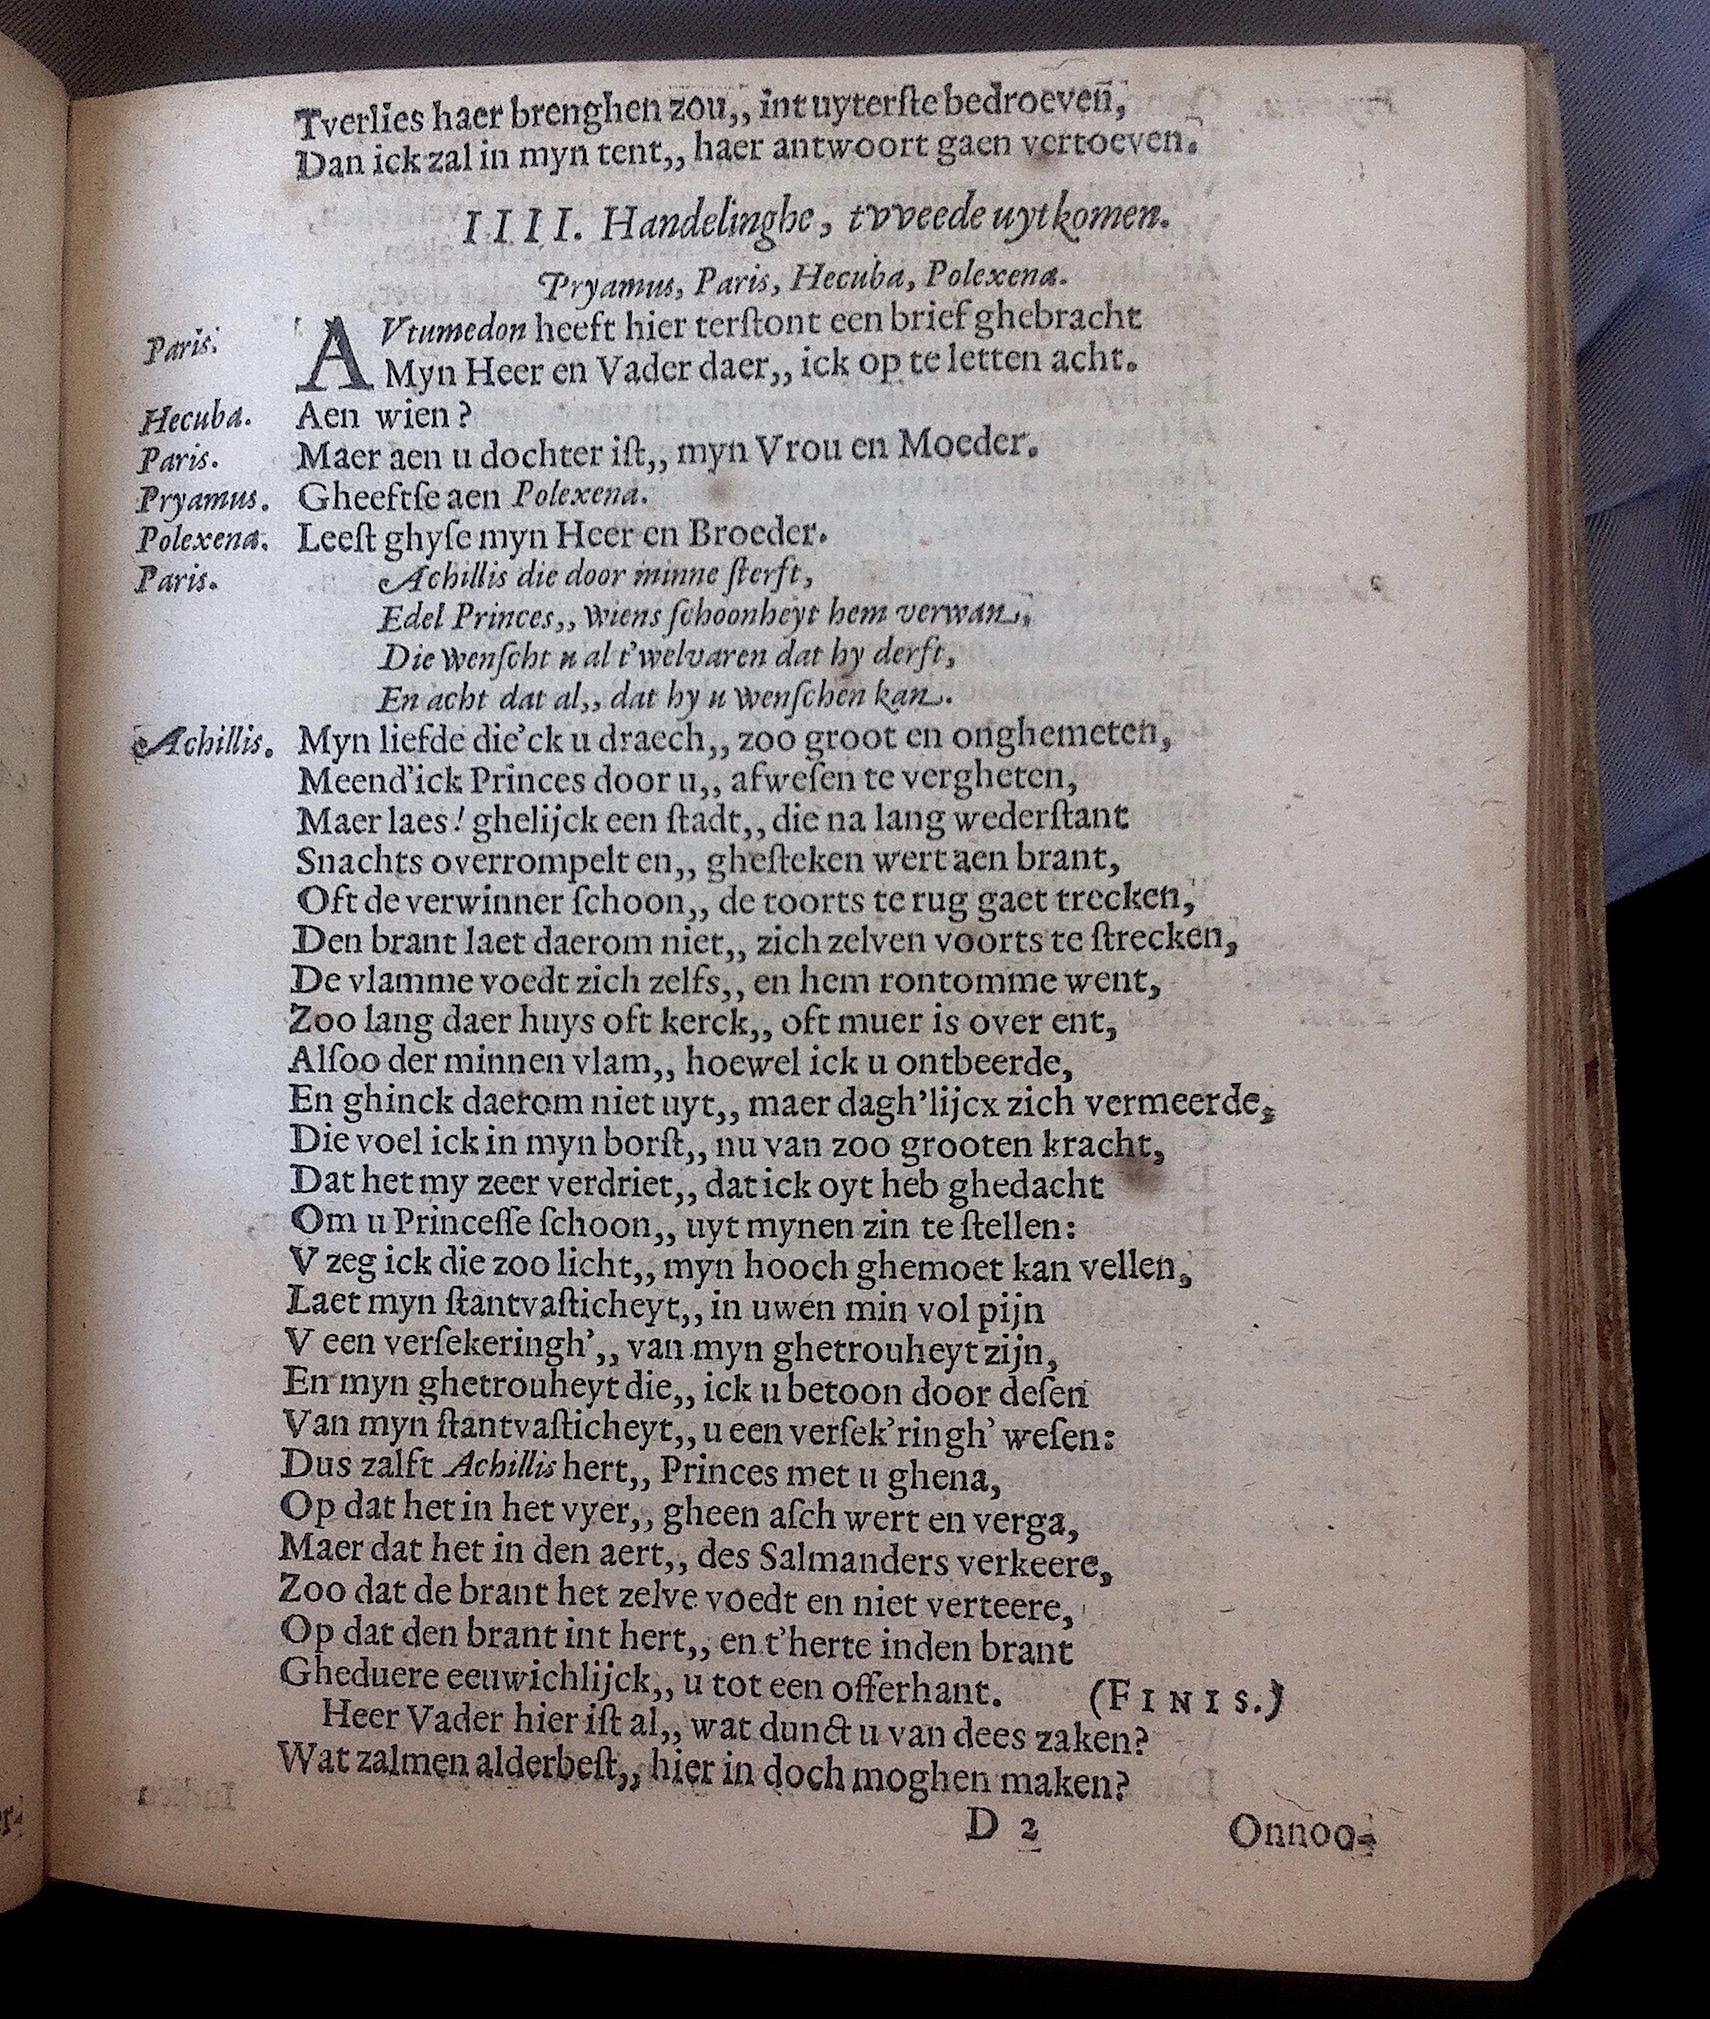 Tverlies haer brenghen zou,, int uyterſte bedroeven,
Dan ick zal in myn tent,, haer antwoort gaen vertoeven.
IIII. Handelinghe, tvveede uytkomen.
Pryamus, Paris, Hecuba, Polexena.
Paris. AVtumedon heeft hier terſtont een brief ghebracht
Myn Heer en Vader daer,, ick op te letten acht.
Hecuba. Aen wien?
Paris. Maer aen u dochter iſt,, myn Vrou en Moeder.
Pryamus. Gheeftſe aen Polexena.
Polexena. Leeſt ghyſe myn Heer en Broeder.
Paris. Achillis die door minne ſterft,
Edel Princes,, wiens ſchoonheyt hem verwan,
Die wenſcht u al t'welvaren dat hy derft,
En acht dat al,, dat hy u wenſchen kan.
Achillis. Myn liefde die'ck u draech,, zoo groot en onghemeten,
Meend'ick Princes door u,, afweſen te vergheten,
Maer laes! ghelijck een ſtadt,, die na lang wederſtant
Snachts overrompelt en,, gheſteken wert aen brant,
Oft de verwinner ſchoon,, de toorts te rug gaet trecken,
Den brant laet daerom niet,, zich zelven voorts te ſtrecken,
De vlamme voedt zich zelfs,, en hem rontomme went,
Zoo lang daer huys oft kerck,, oft muer is over ent,
Alſoo der minnen vlam,, hoewel ick u ontbeerde,
En ghinck daerom niet uyt,, maer dagh'lijcx zich vermeerde,
Die voel ick in myn borſt,, nu van zoo grooten kracht,
Dat het my zeer verdriet,, dat ick oyt heb ghedacht
Om u Princeſſe ſchoon,, uyt mynen zin te ſtellen:
V zeg ick die zoo licht,, myn hooch ghemoet kan vellen,
Laet myn ſtantvaſticheyt,, in uwen min vol pijn
V een verſekeringh',, van myn ghetrouheyt zijn,
En myn ghetrouheyt die,, ick u betoon door deſen
Van myn ſtantvaſticheyt,, u een verſek'ringh' weſen:
Dus zalft Achillis hert,, Princes met u ghena,
Op dat het in het vyer,, gheen aſch wert en verga,
Maer dat het in den aert,, des Salmanders verkeere,
Zoo dat de brant het zelve voedt en niet verteere,
Op dat den brant int hert,, en t'herte inden brant
Gheduere eeuwichlijck,, u tot een offerhant. (FINIS.)
Heer Vader hier iſt al,, wat dunct u van dees zaken?
Wat zalmen alderbeſt,, hier in doch moghen maken?
D 2 Onnoo-